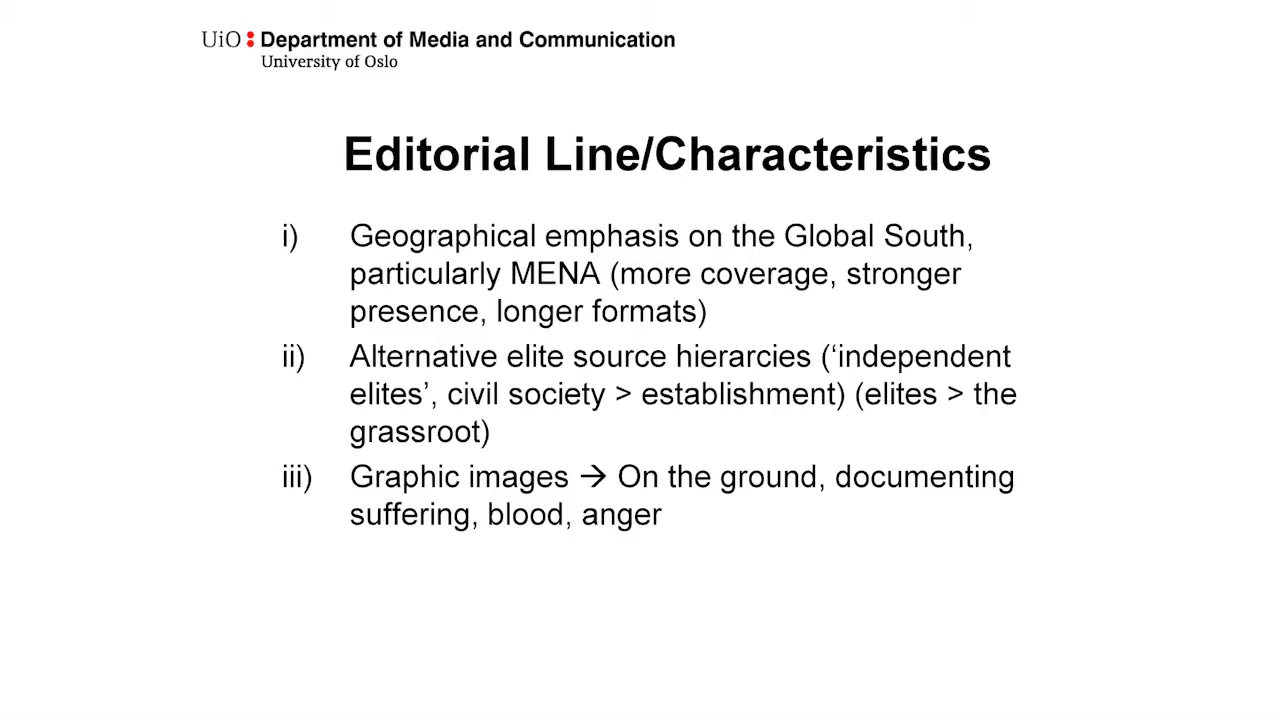 UiO : Department of Media and Communication
University of Oslo
Editorial Line/Characteristics
i) Geographical emphasis on the Global South,
particularly MENA (more coverage, stronger
presence, longer formats)
ii) Alternative elite source hierarcies (‘independent
elites’, civil society > establishment) (elites > the
grassroot)
iii) Graphic images → On the ground, documenting
suffering, blood, anger